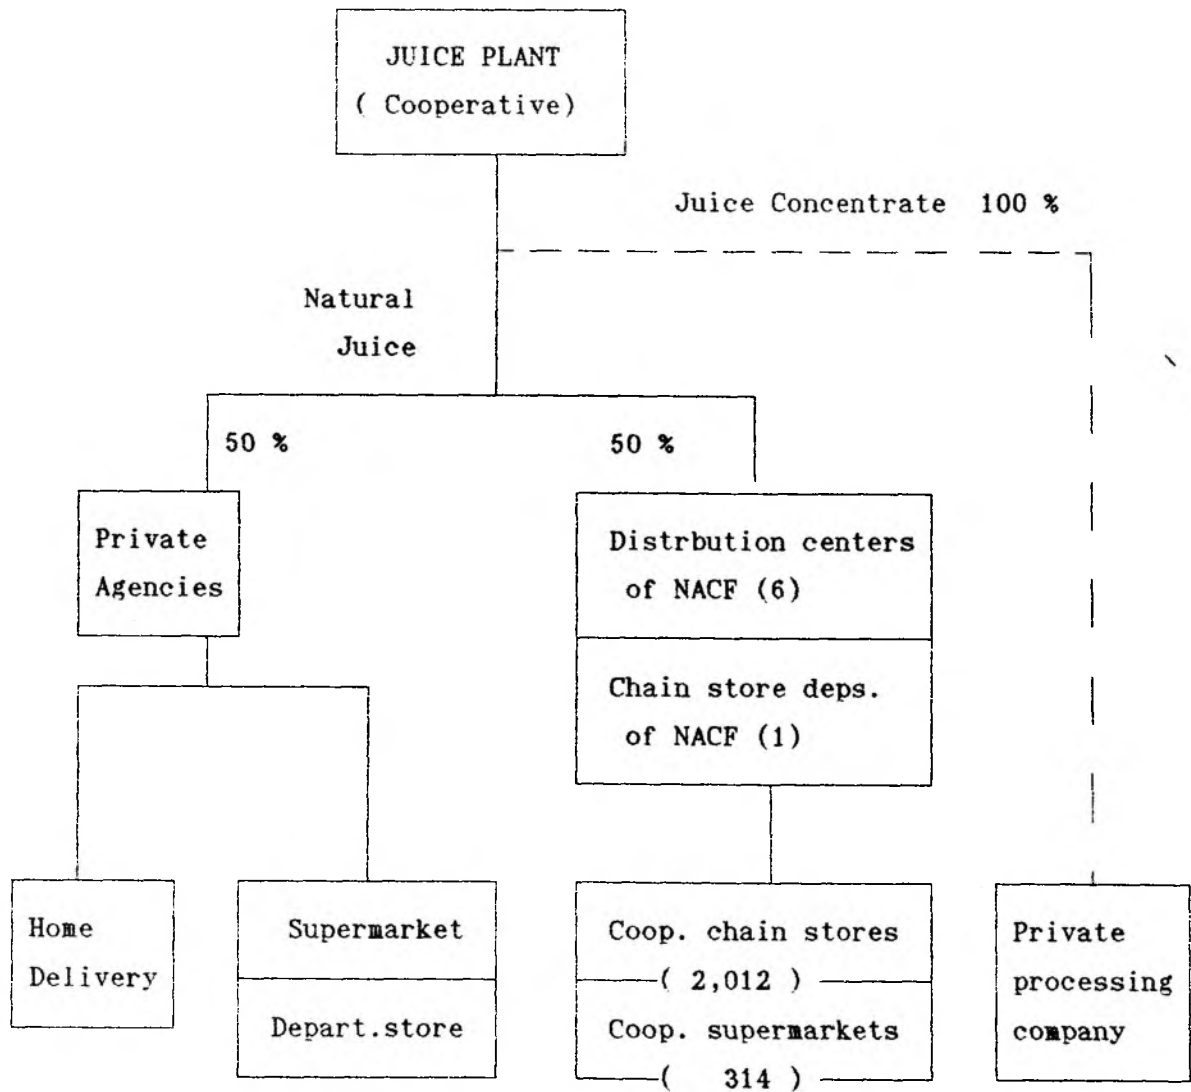 JUICE PLANT
( Cooperative)
Juice Concentrate 100 %
Natural
Juice
50 %
50 %
Private
Agencies
Distrbution centers
of NACF (6)
Chain store deps.
of NACF (1)
Home
Delivery
Supermarket
Depart.store
Coop. chain stores
( 2,012 )
Coop. supermarkets
( 314 )
Private
processing
company